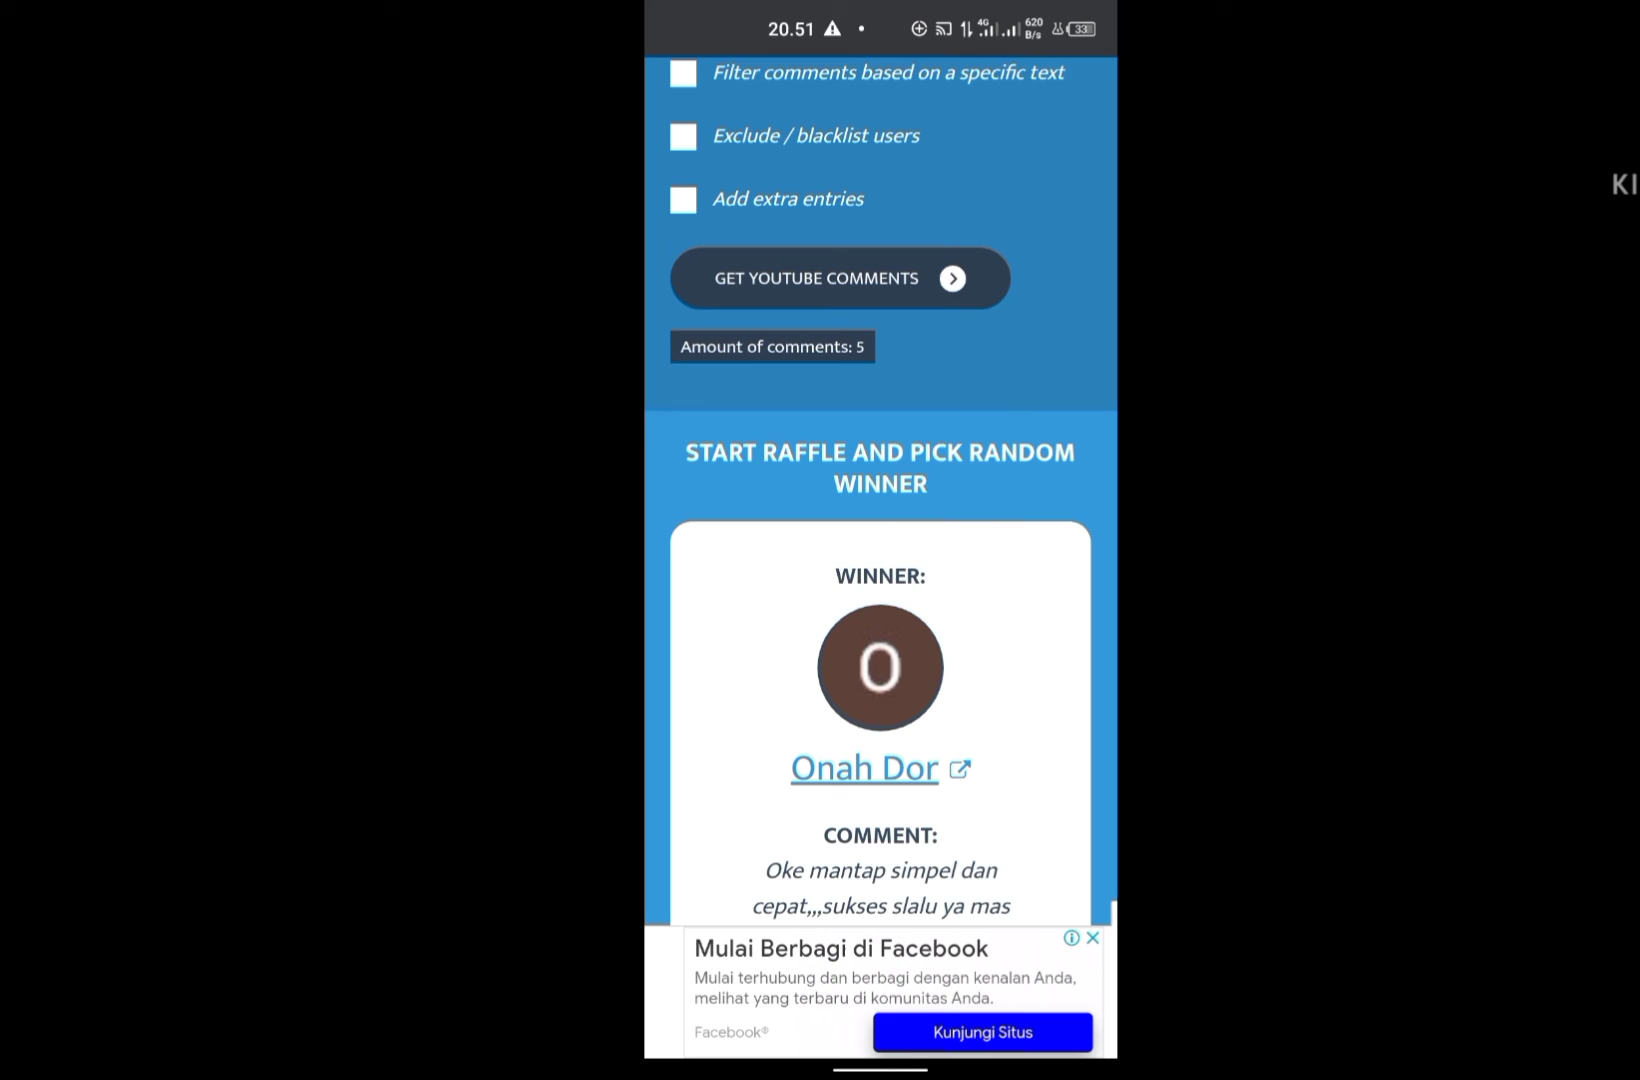 20.51
4G
620
B/s
33
Filter comments based on a specific text
Exclude / blacklist users
Add extra entries
GET YOUTUBE COMMENTS
Amount of comments: 5
START RAFFLE AND PICK RANDOM
WINNER
WINNER:
O
Onah Dor
COMMENT:
Oke mantap simpel dan
cepat,,,sukses slalu ya mas
Mulai Berbagi di Facebook
Mulai terhubung dan berbagi dengan kenalan Anda,
melihat yang terbaru di komunitas Anda.
Facebook®
Kunjungi Situs